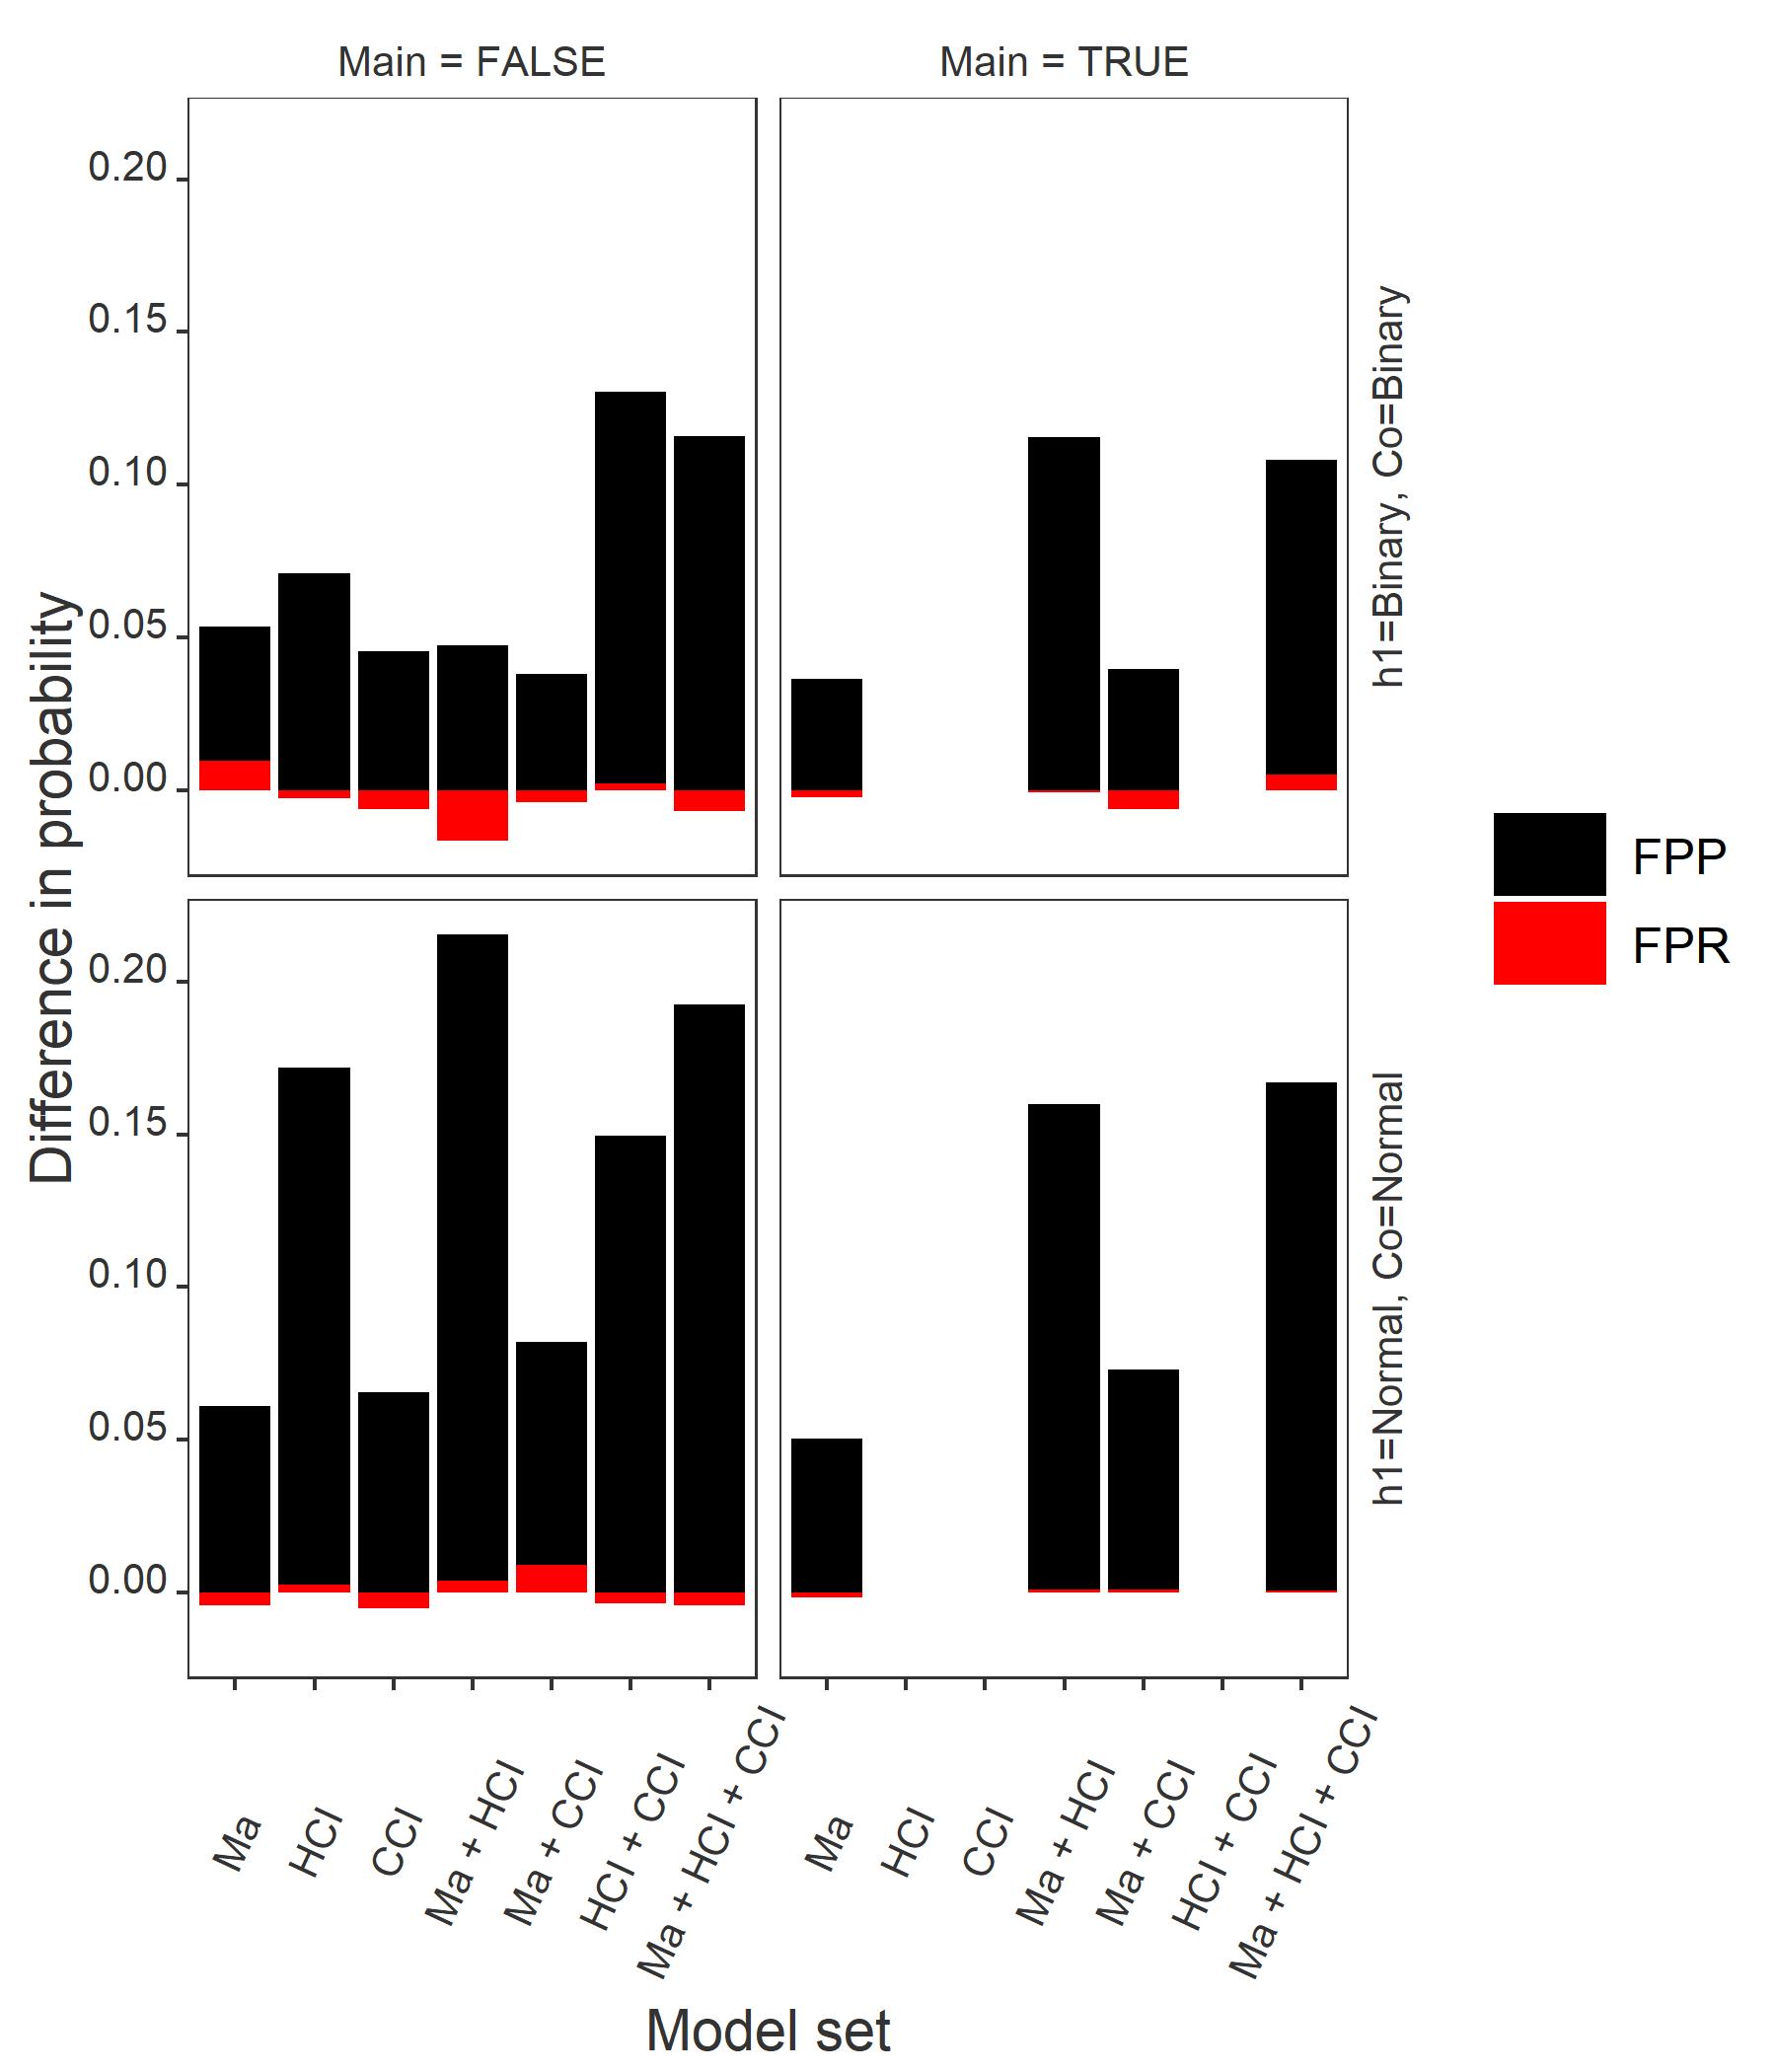 Main = FALSE
Main = TRUE
0.20
0.15
0.10
0.05
0.00
h1=Binary, Co=Binary
0.20
0.15
0.10
0.05
0.00
h1=Normal, Co=Normal
Difference in probability
Ma
HCI
CCI
Ma + HCI
Ma + CCI
HCI + CCI
Ma + HCI + CCI
Ma
HCI
CCI
Ma + HCI
Ma + CCI
HCI + CCI
Ma + HCI + CCI
Model set
FPP
FPR